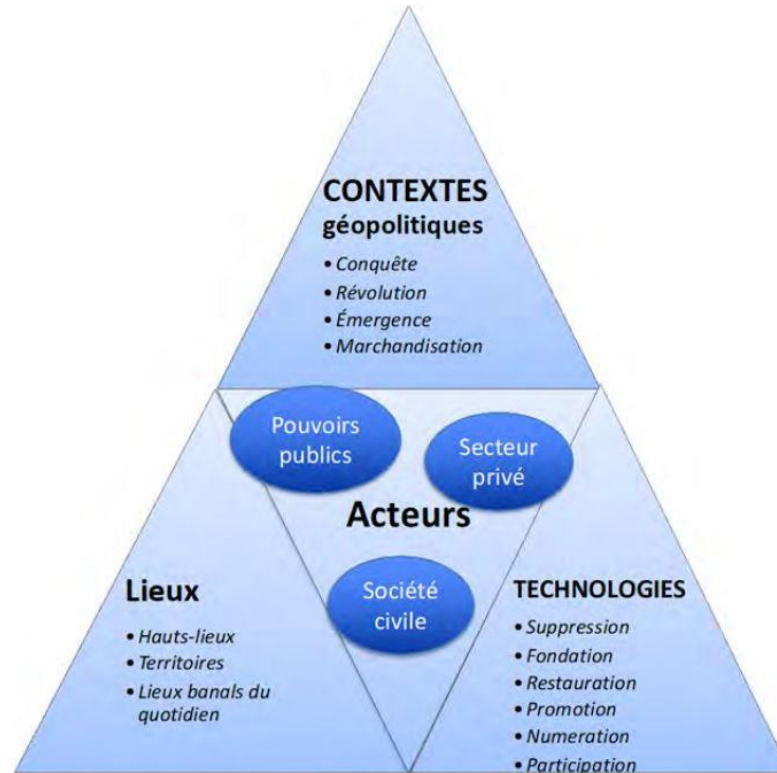 CONTEXTES
géopolitiques
• Conquête
• Révolution
• Émergence
• Marchandisation
Pouvoirs
publics
Secteur
privé
Acteurs
Société
civile
Lieux
• Hauts-lieux
• Territoires
• Lieux banals du
quotidien
TECHNOLOGIES
• Suppression
• Fondation
• Restauration
• Promotion
• Numeration
• Participation